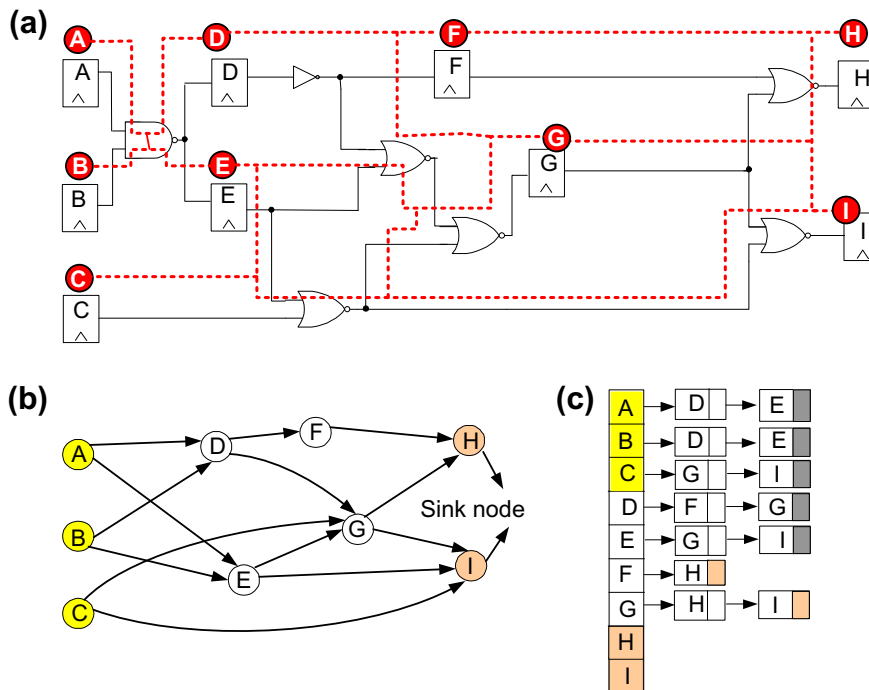 (a)
A D F H
A D F H
B E G
B E G I
C
C I
(b)
A D F H
B G Sink node
E I
C
(c)
A D E
B D E
C G I
D F G
E G I
F H
G H I
H
I